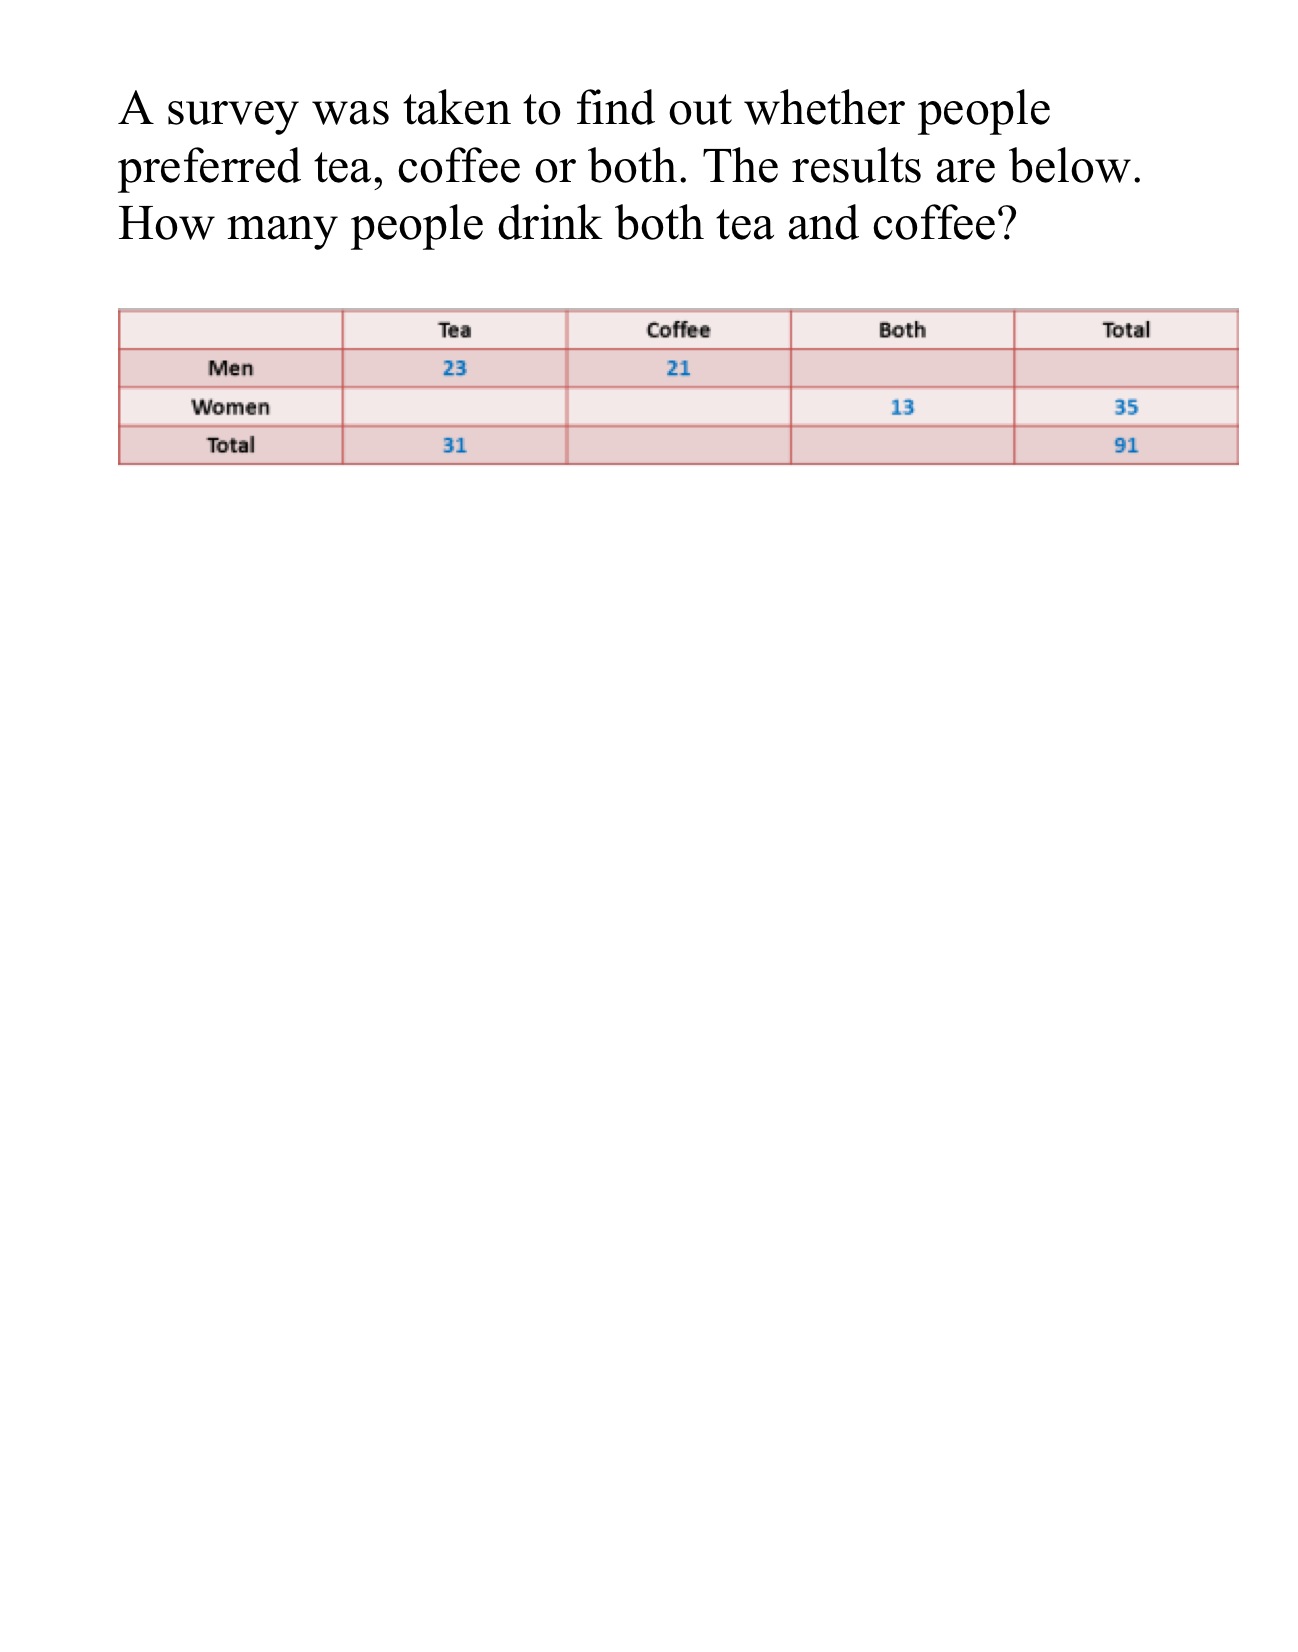 A survey was taken to find out whether people
preferred tea, coffee or both. The results are below.
How many people drink both tea and coffee?
Tea Coffee Both Total
Men 23 21
Women 13 35
Total 31 91